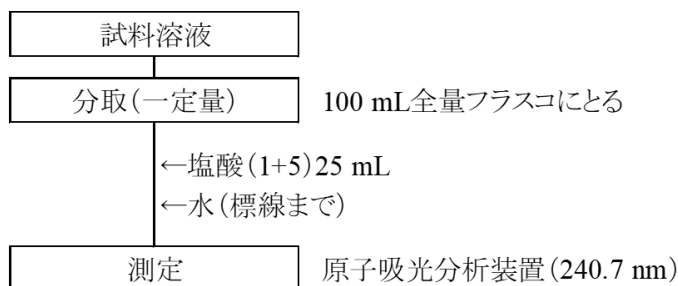 試料溶液
分取(一定量) 100 mL全量フラスコにとる
←塩酸(1+5)25 mL
←水(標線まで)
測定 原子吸光分析装置(240.7 nm)